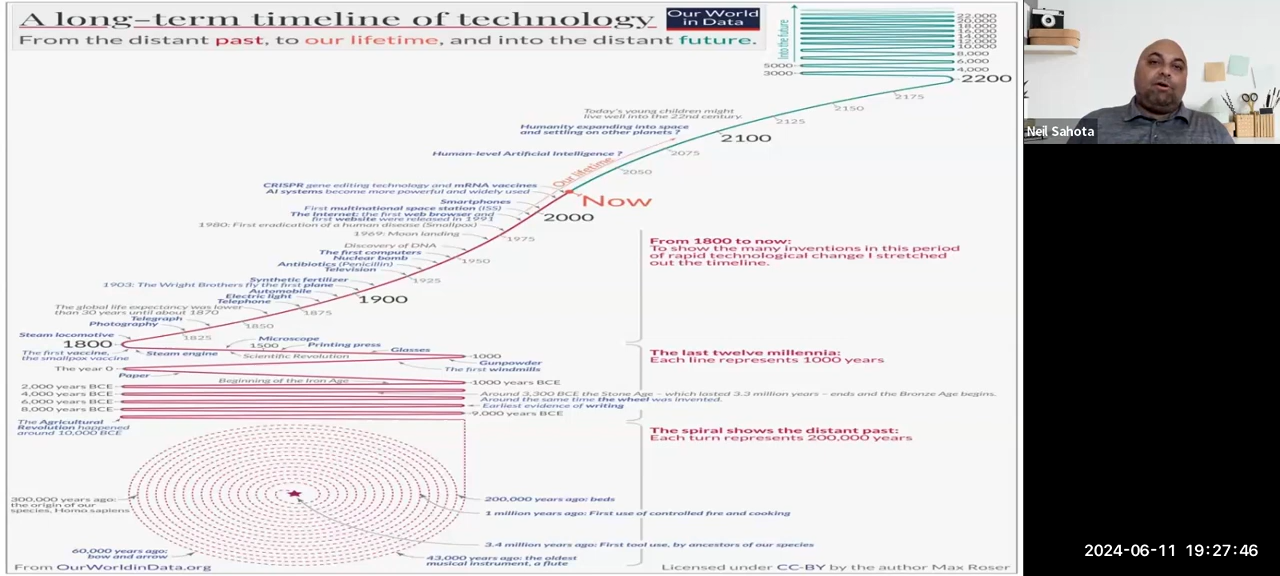 A long-term timeline of technology
Our World
in Data
From the distant past, to our lifetime, and into the distant future.
Into the future
22,000
20,000
18,000
16,000
14,000
12,000
10,000
8,000
6,000
5000
4,000
3000
2200
2175
2150
2125
Today's young children might
live well into the 22nd century.
Humanity expanding into space
and settling on other planets ?
2100
Human-level Artificial Intelligence ?
2075
2050
Our lifetime
CRISPR gene editing technology and mRNA vaccines
AI systems become more powerful and widely used
Now
Smartphones
First multinational space station (ISS)
The Internet: the first web browser and
first website were released in 1991
2000
1980: First eradication of a human disease (Smallpox)
1969: Moon landing
1975
Discovery of DNA
The first computers
Nuclear bomb
1950
Antibiotics (Penicillin)
Television
Synthetic fertilizer
1925
1903: The Wright Brothers fly the first plane
Automobile
Electric light
Telephone
1900
The global life expectancy was lower
than 30 years until about 1870
1875
Telegraph
Photography
1850
Steam locomotive
1825
1800
The first vaccine,
the smallpox vaccine
Steam engine
Microscope
1500
Printing press
Scientific Revolution
Glasses
1000
Gunpowder
The first windmills
Year 0
Paper
Beginning of the Iron Age
1000 years BCE
2,000 years BCE
4,000 years BCE
6,000 years BCE
8,000 years BCE
Around 3,300 BCE the Stone Age – which lasted 3.3 million years – ends and the Bronze Age begins.
Around the same time the wheel was invented.
Earliest evidence of writing
9,000 years BCE
The Agricultural
Revolution happened
around 10,000 BCE
From 1800 to now:
To show the many inventions in this period
of rapid technological change I stretched
out the timeline.
The last twelve millennia:
Each line represents 1000 years
The spiral shows the distant past:
Each turn represents 200,000 years
300,000 years ago:
the origin of our
species, Homo sapiens
200,000 years ago: beds
1 million years ago: First use of controlled fire and cooking
3.4 million years ago: First tool use, by ancestors of our species
60,000 years ago:
bow and arrow
43,000 years ago: the oldest
musical instrument, a flute
From OurWorldinData.org
Licensed under CC-BY by the author Max Roser
Neil Sahota
2024-06-11 19:27:46